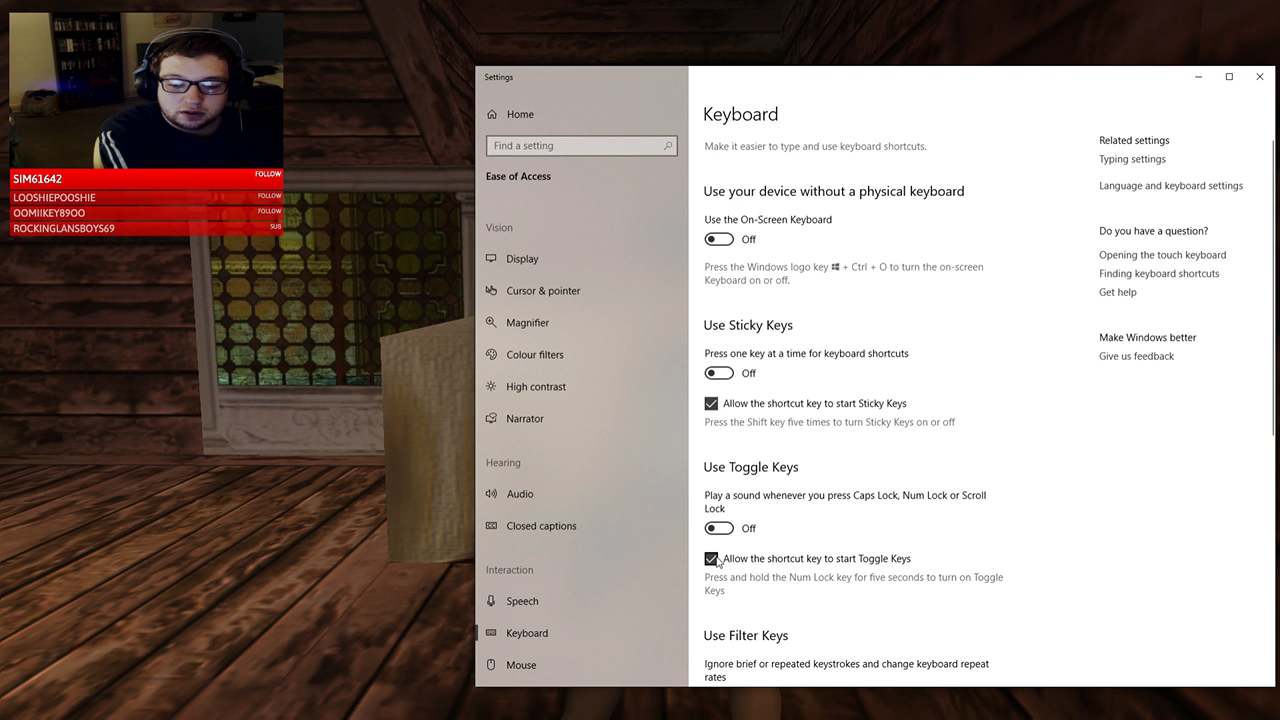 SIM61642 FOLLOW
LOOSHIEPOOSHIE FOLLOW
OOMIIKEY89OO FOLLOW
ROCKINGLANSBOYS69 SUB
Settings
Home
Find a setting
Ease of Access
Vision
Display
Cursor & pointer
Magnifier
Colour filters
High contrast
Narrator
Hearing
Audio
Closed captions
Interaction
Speech
Keyboard
Mouse
Keyboard
Make it easier to type and use keyboard shortcuts.
Use your device without a physical keyboard
Use the On-Screen Keyboard
Off
Press the Windows logo key + Ctrl + O to turn the on-screen
Keyboard on or off.
Use Sticky Keys
Press one key at a time for keyboard shortcuts
Off
Allow the shortcut key to start Sticky Keys
Press the Shift key five times to turn Sticky Keys on or off
Use Toggle Keys
Play a sound whenever you press Caps Lock, Num Lock or Scroll
Lock
Off
Allow the shortcut key to start Toggle Keys
Press and hold the Num Lock key for five seconds to turn on Toggle
Keys
Use Filter Keys
Ignore brief or repeated keystrokes and change keyboard repeat
rates
Related settings
Typing settings
Language and keyboard settings
Do you have a question?
Opening the touch keyboard
Finding keyboard shortcuts
Get help
Make Windows better
Give us feedback